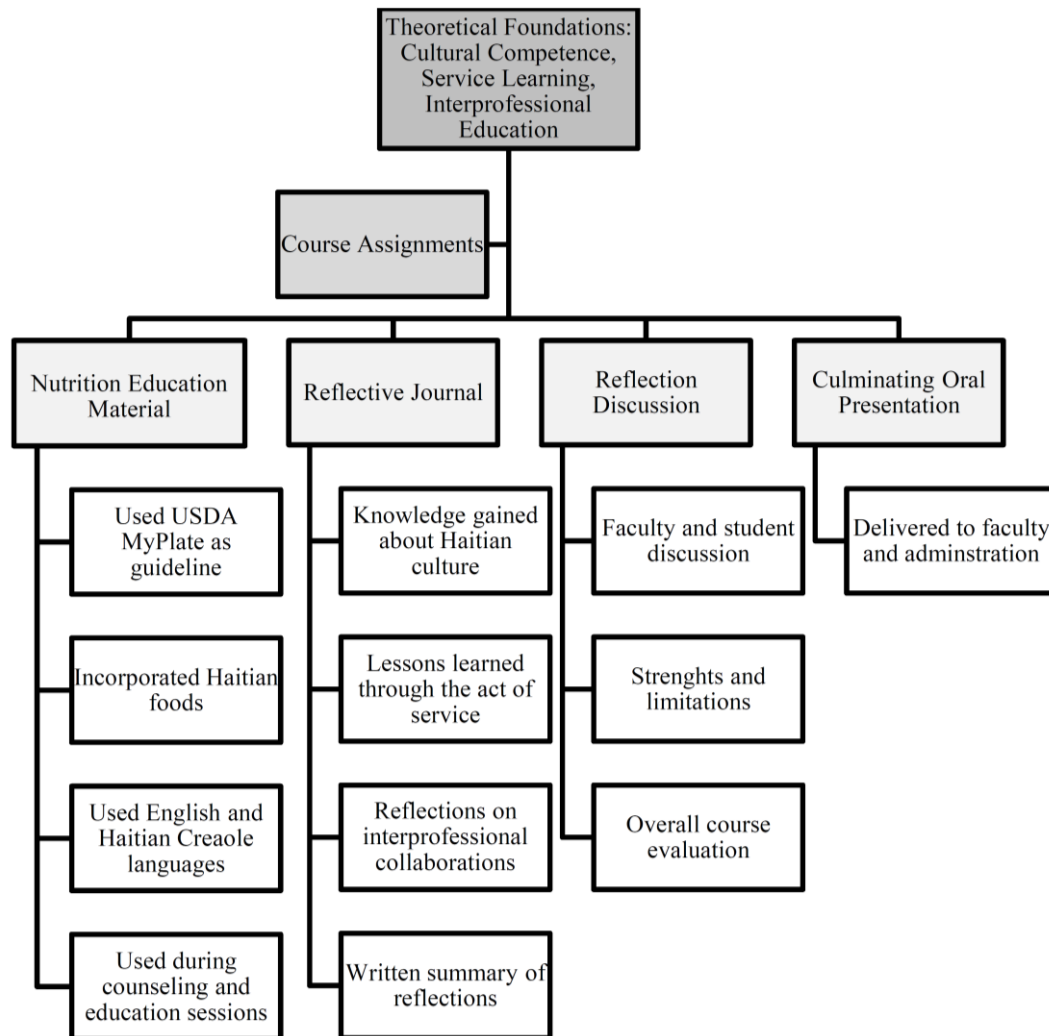 Theoretical Foundations:
Cultural Competence,
Service Learning,
Interprofessional
Education
Course Assignments
Nutrition Education
Material
Used USDA
MyPlate as
guideline
Incorporated Haitian
foods
Used English and
Haitian Creaole
languages
Used during
counseling and
education sessions
Reflective Journal
Knowledge gained
about Haitian
culture
Lessons learned
through the act of
service
Reflections on
interprofessional
collaborations
Written summary of
reflections
Reflection
Discussion
Faculty and student
discussion
Strenghts and
limitations
Overall course
evaluation
Culminating Oral
Presentation
Delivered to faculty
and adminstration